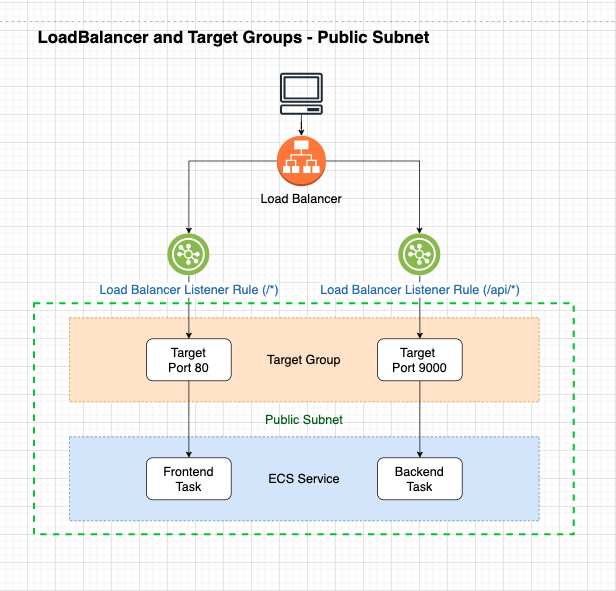 LoadBalancer and Target Groups - Public Subnet
Load Balancer
Load Balancer Listener Rule (/*)
Load Balancer Listener Rule (/api/*)
Target
Port 80
Target Group
Target
Port 9000
Public Subnet
Frontend
Task
ECS Service
Backend
Task